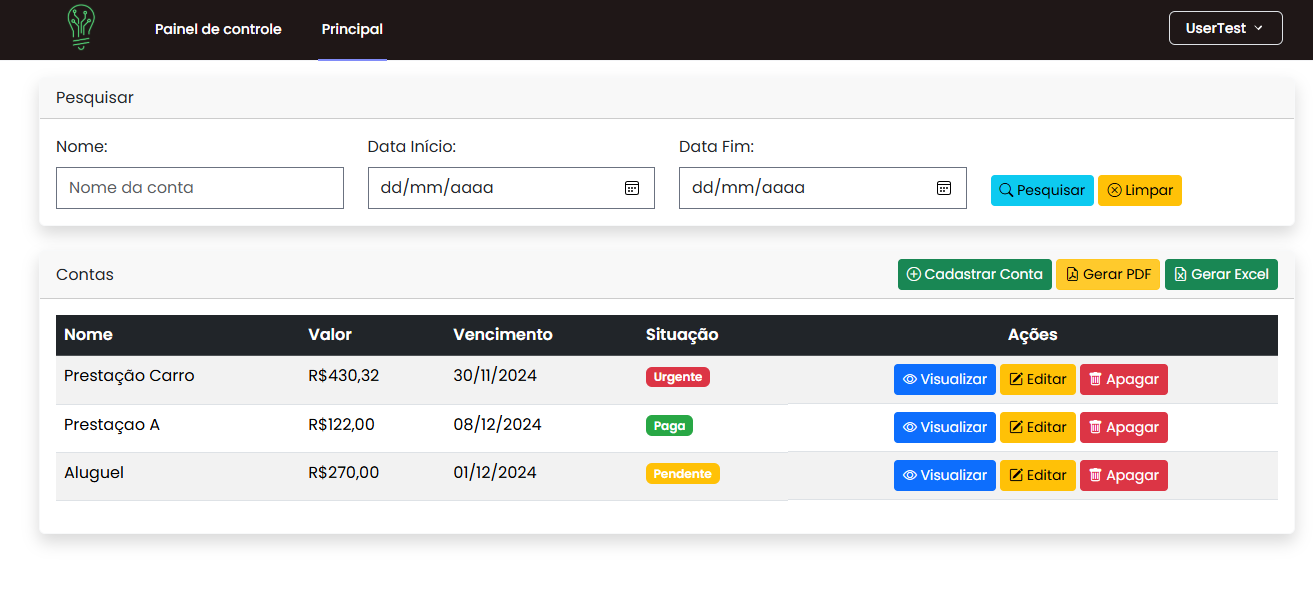 Painel de controle Principal UserTest
Pesquisar
Nome: Data Início: Data Fim:
Nome da conta dd/mm/aaaa dd/mm/aaaa Pesquisar Limpar
Contas Cadastrar Conta Gerar PDF Gerar Excel
Nome Valor Vencimento Situação Ações
Prestação Carro R$430,32 30/11/2024 Urgente Visualizar Editar Apagar
Prestaçao A R$122,00 08/12/2024 Paga Visualizar Editar Apagar
Aluguel R$270,00 01/12/2024 Pendente Visualizar Editar Apagar